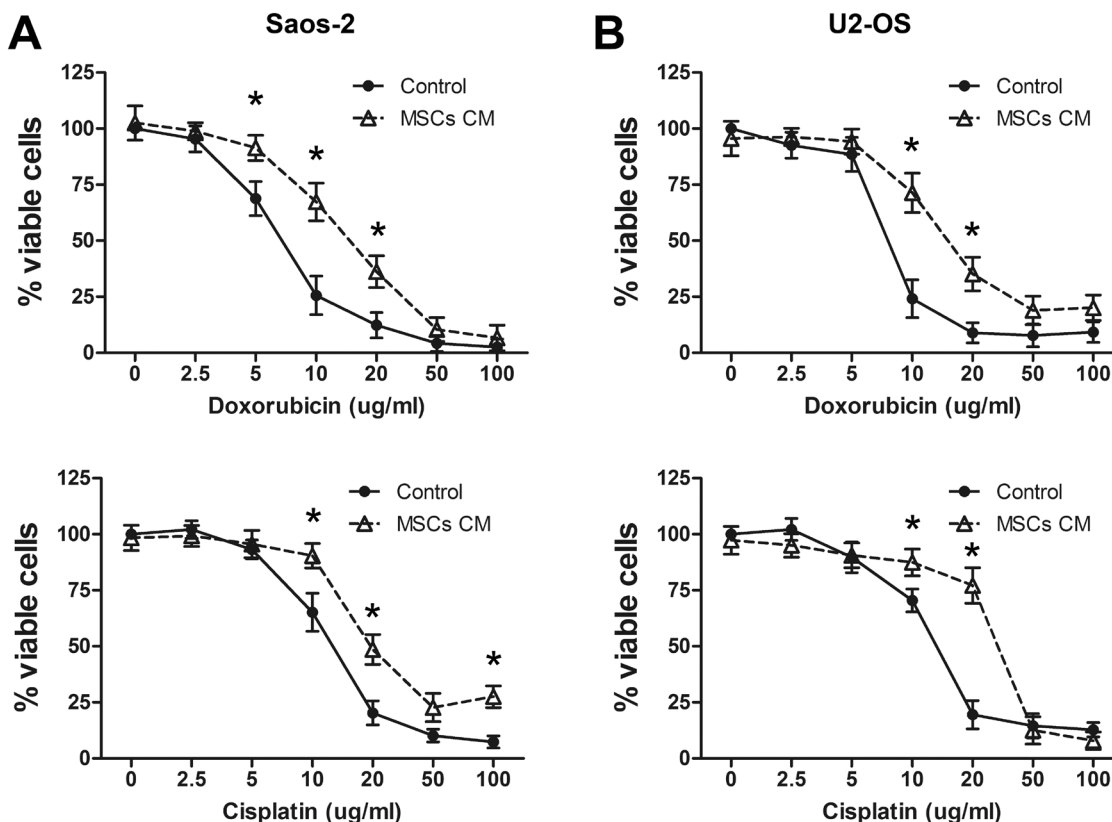 A
Saos-2
B
U2-OS
% viable cells
125
100
75
50
25
0
Control
MSCs CM
*
*
*
0 2.5 5 10 20 50 100
Doxorubicin (ug/ml)
% viable cells
125
100
75
50
25
0
Control
MSCs CM
*
*
0 2.5 5 10 20 50 100
Doxorubicin (ug/ml)
% viable cells
125
100
75
50
25
0
Control
MSCs CM
*
*
*
0 2.5 5 10 20 50 100
Cisplatin (ug/ml)
% viable cells
125
100
75
50
25
0
Control
MSCs CM
*
*
0 2.5 5 10 20 50 100
Cisplatin (ug/ml)